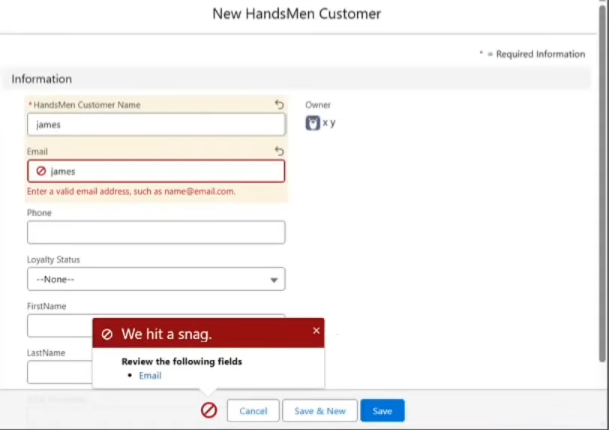 New HandsMen Customer
* = Required Information
Information
* HandsMen Customer Name
james
Owner
x y
Email
james
Enter a valid email address, such as name@email.com.
Phone
Loyalty Status
--None--
FirstName
We hit a snag.
Review the following fields
• Email
LastName
Cancel
Save & New
Save